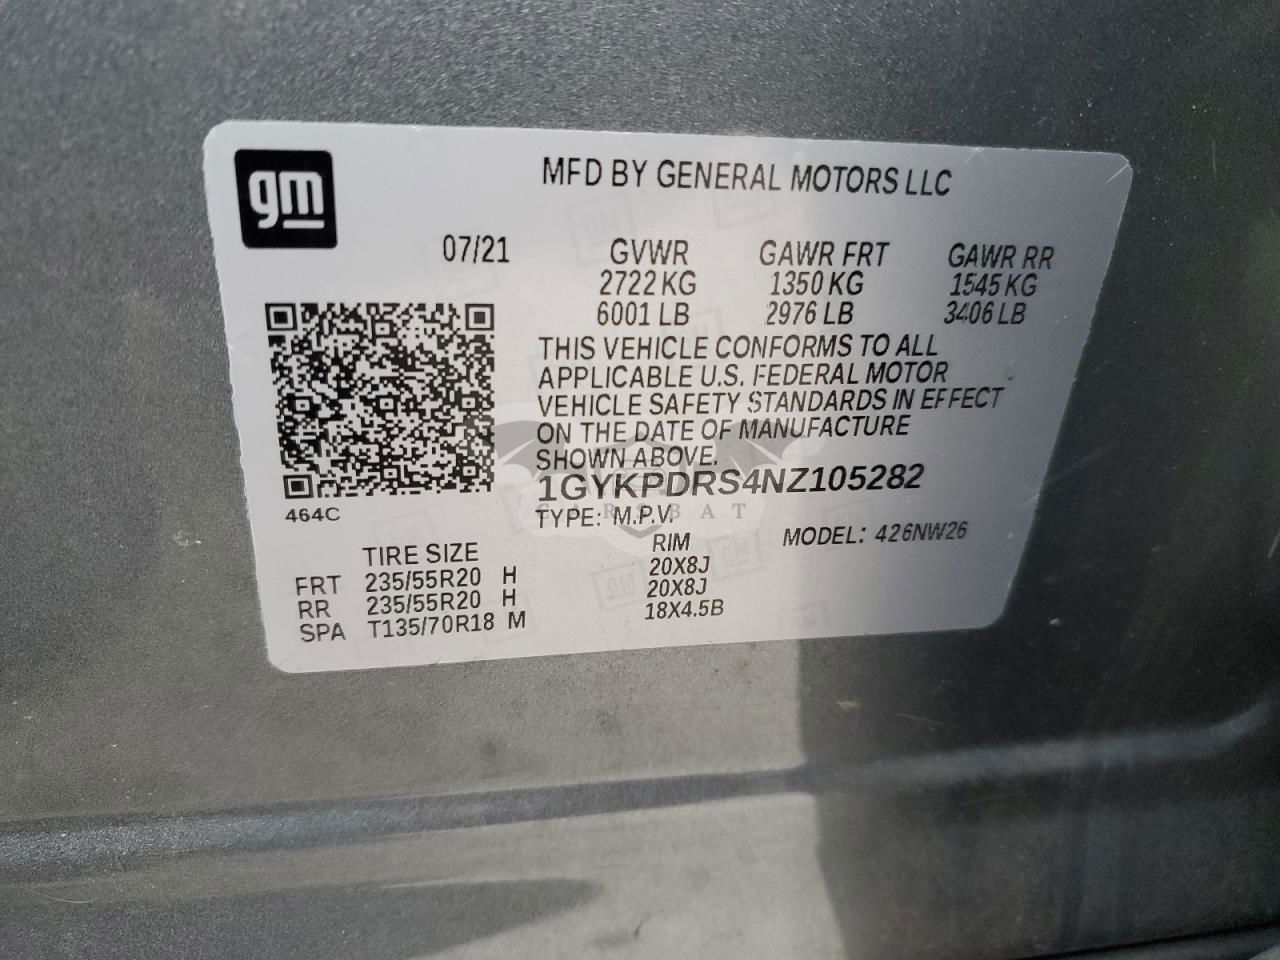 gm
MFD BY GENERAL MOTORS LLC
07/21 GVWR GAWR FRT GAWR RR
2722 KG 1350 KG 1545 KG
6001 LB 2976 LB 3406 LB
THIS VEHICLE CONFORMS TO ALL
APPLICABLE U.S. FEDERAL MOTOR
VEHICLE SAFETY STANDARDS IN EFFECT
ON THE DATE OF MANUFACTURE
SHOWN ABOVE.
1GYKPDRS4NZ105282
464C
TYPE: M.P.V. MODEL: 426NW26
CARSBAT
TIRE SIZE RIM
FRT 235/55R20 H 20X8J
RR 235/55R20 H 20X8J
SPA T135/70R18 M 18X4.5B